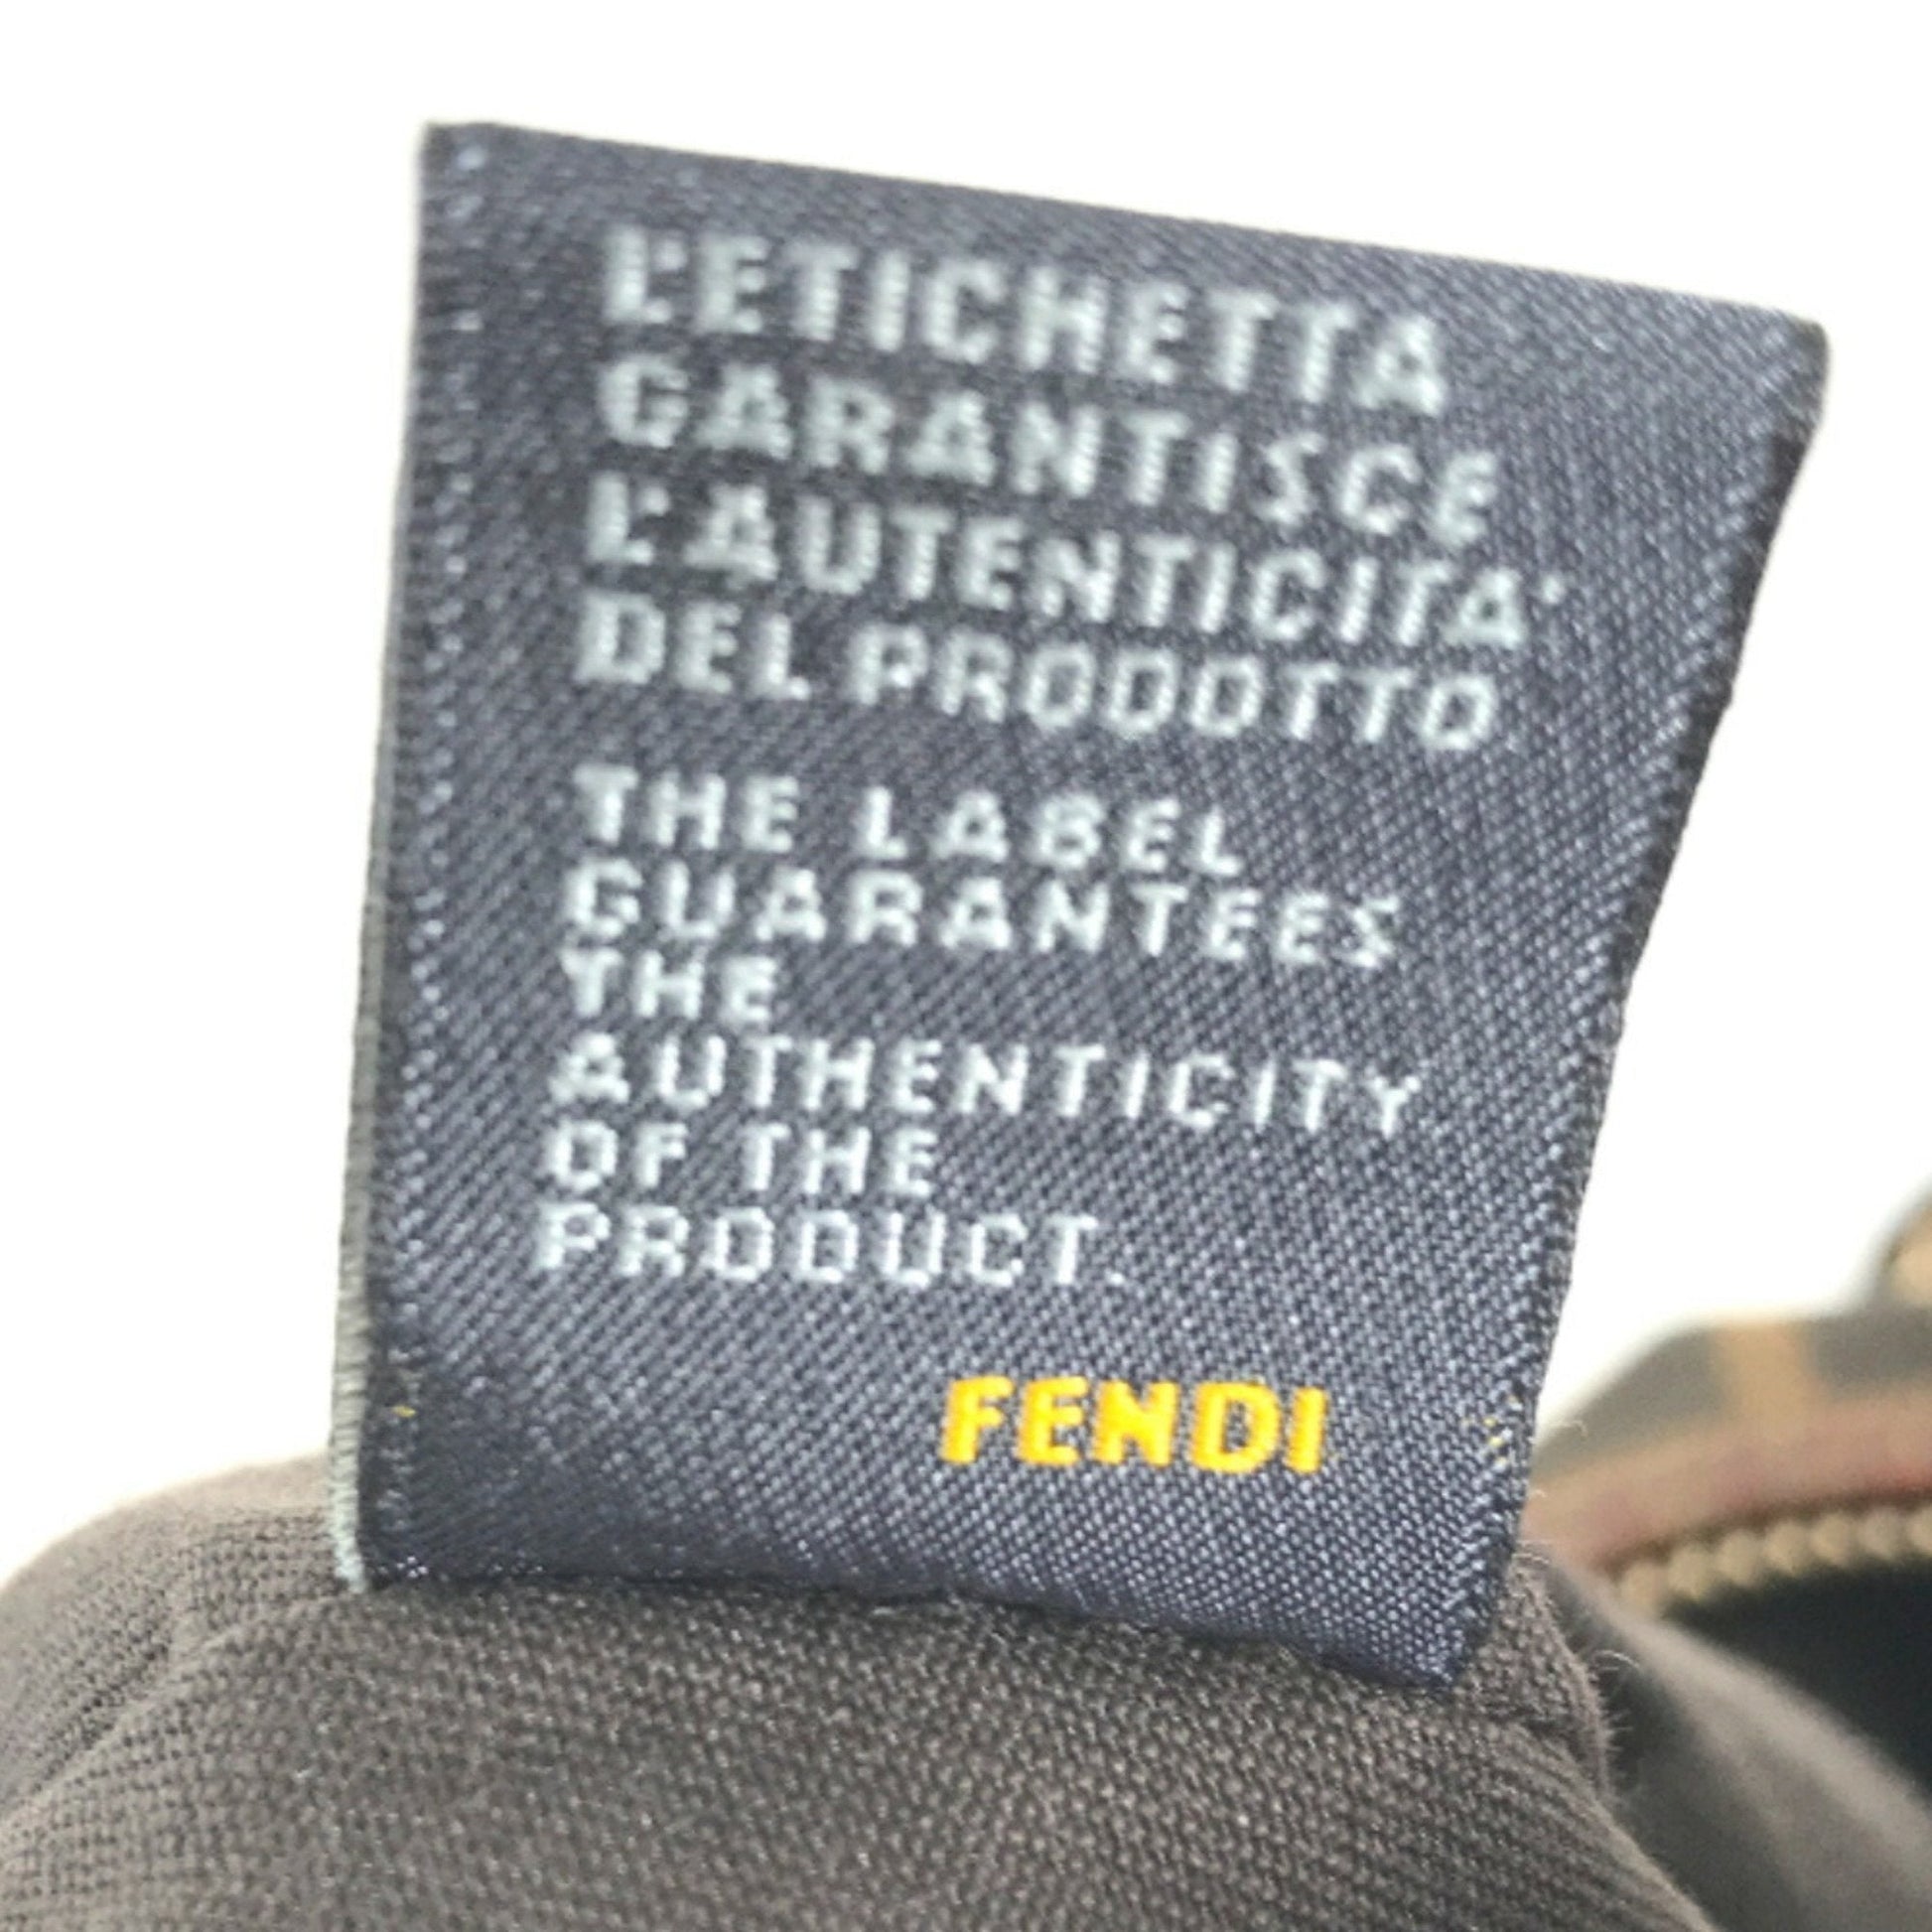 L'ETICHETTA
GARANTISCE
L'AUTENTICITA'
DEL PRODOTTO
THE LABEL
GUARANTEES
THE
AUTHENTICITY
OF THE
PRODUCT.
FENDI